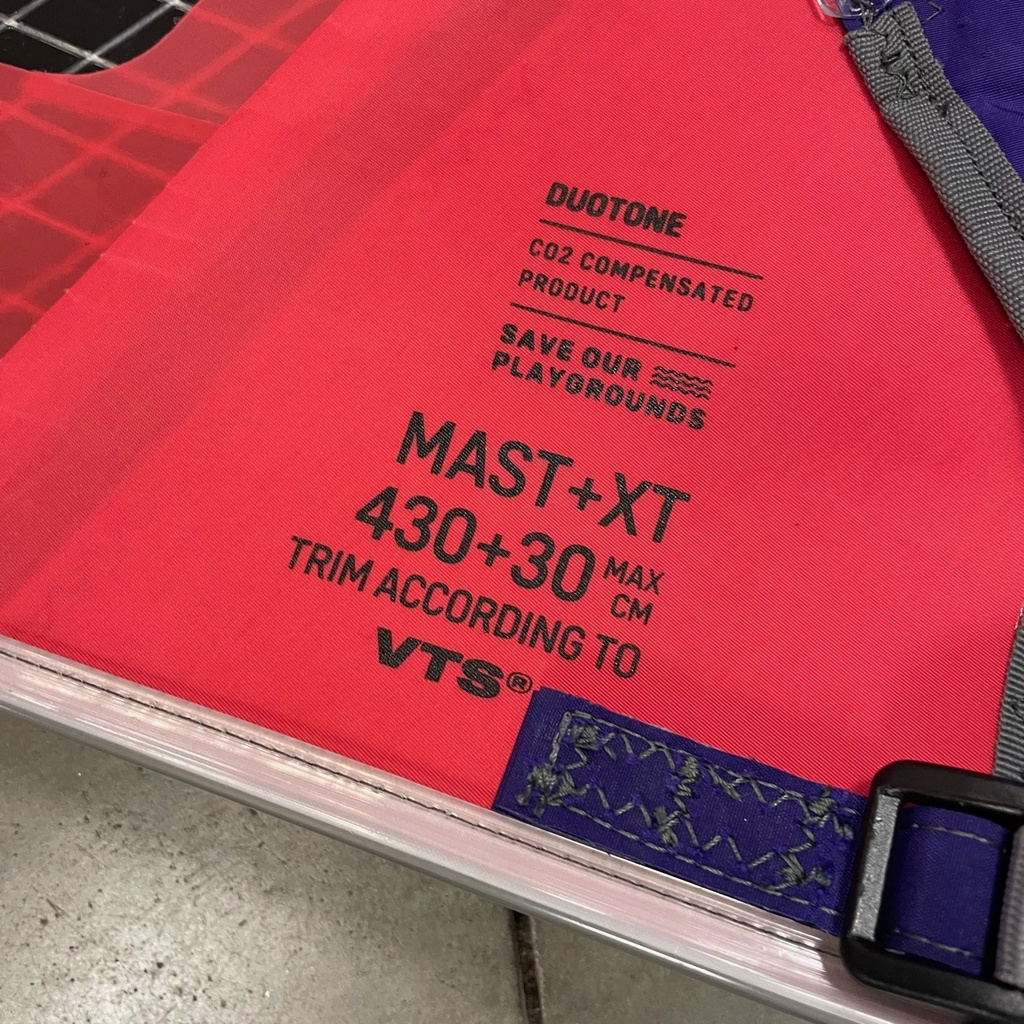 DUOTONE
CO2 COMPENSATED
PRODUCT
SAVE OUR
PLAYGROUNDS
MAST+XT
430+30 MAX CM
TRIM ACCORDING TO
VTS®